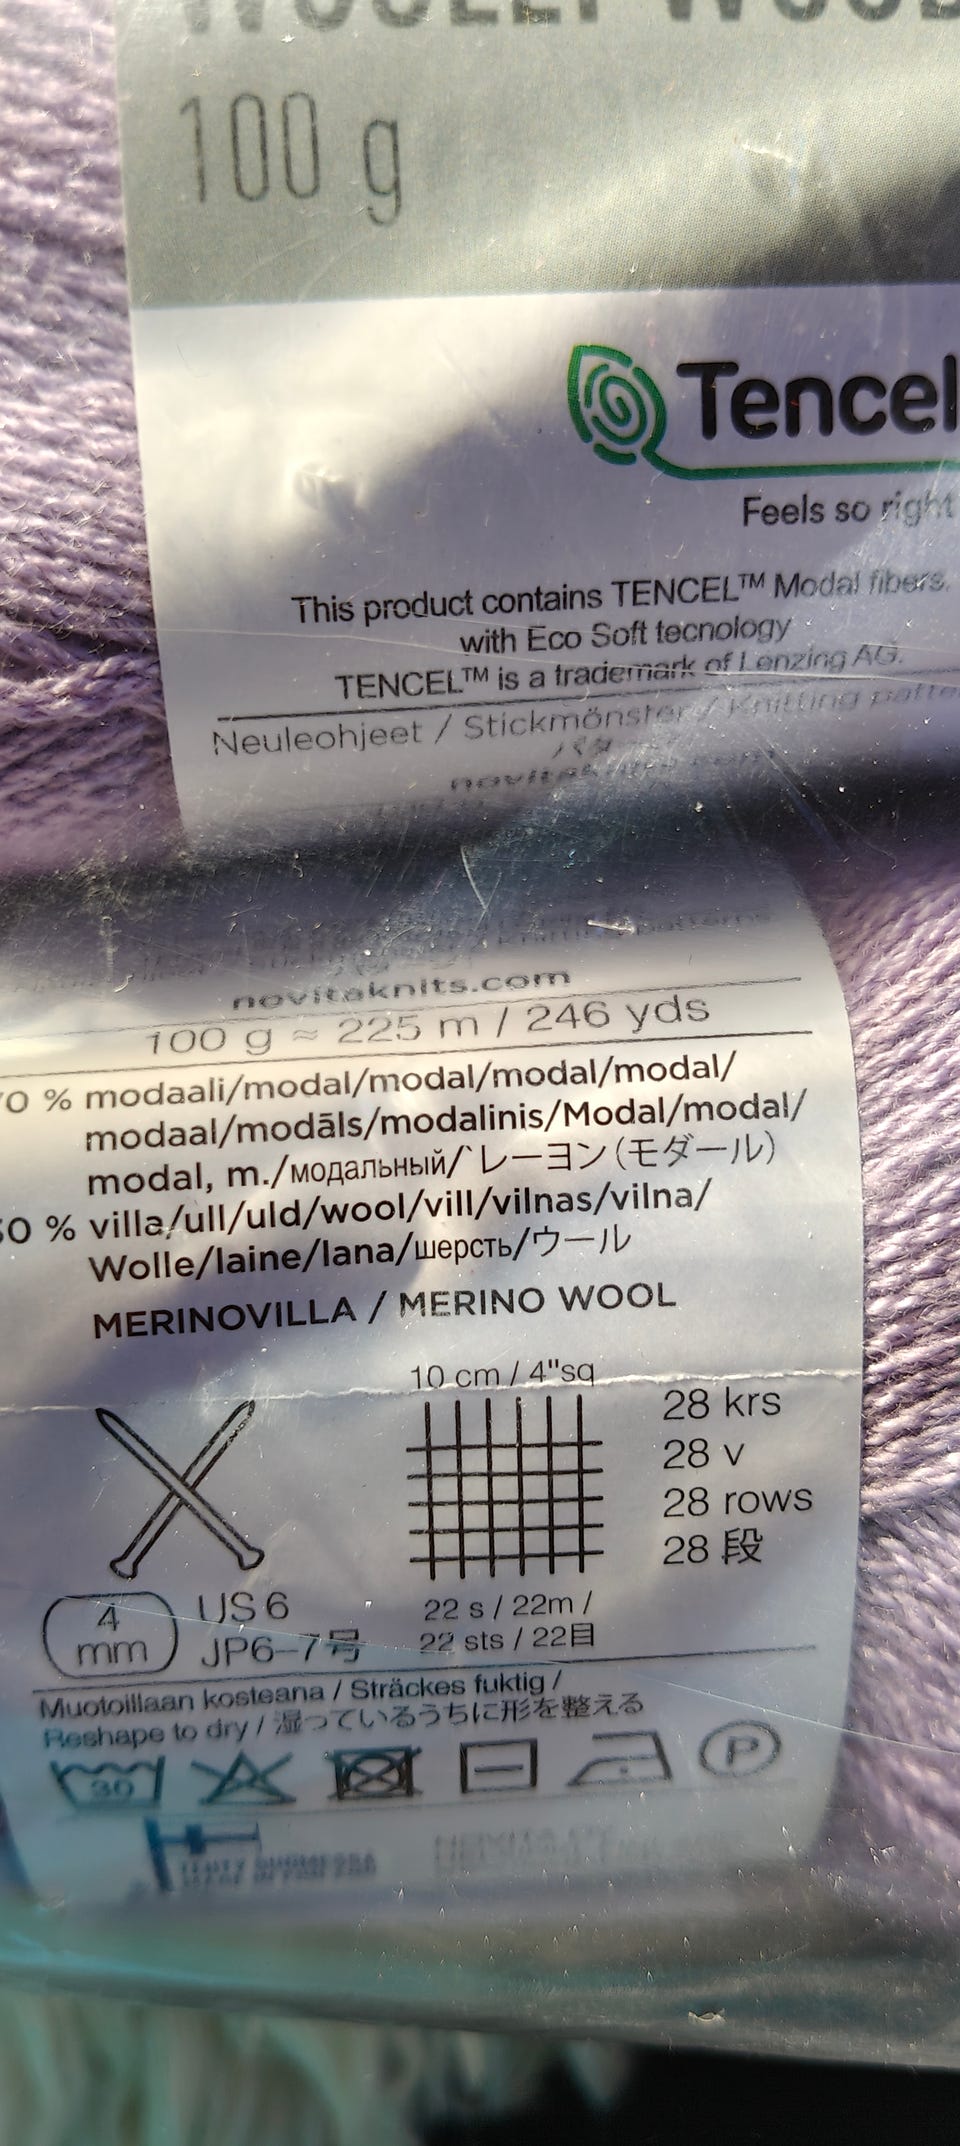 100 g
Tencel
Feels so right
This product contains TENCEL™ Modal fibers.
with Eco Soft tecnology
TENCEL™ is a trademark of Lenzing AG.
Neuleohjeet / Stickmönster / Knitting
novitaknits.com
100 g ≈ 225 m / 246 yds
0 % modaali/modal/modal/modal/modal/
modaal/modāls/modalinis/Modal/modal/
modal, m./модальный/レーヨン(モダール)
0 % villa/ull/uld/wool/vill/vilnas/vilna/
Wolle/laine/lana/шерсть/ウール
MERINOVILLA / MERINO WOOL
10 cm / 4"sq
28 krs
28 v
28 rows
28 段
4 mm
US 6
JP6-7号
22 s / 22m /
22 sts / 22目
Muotoillaan kosteana / Sträckes fuktig /
Reshape to dry / 湿っているうちに形を整える
30
P